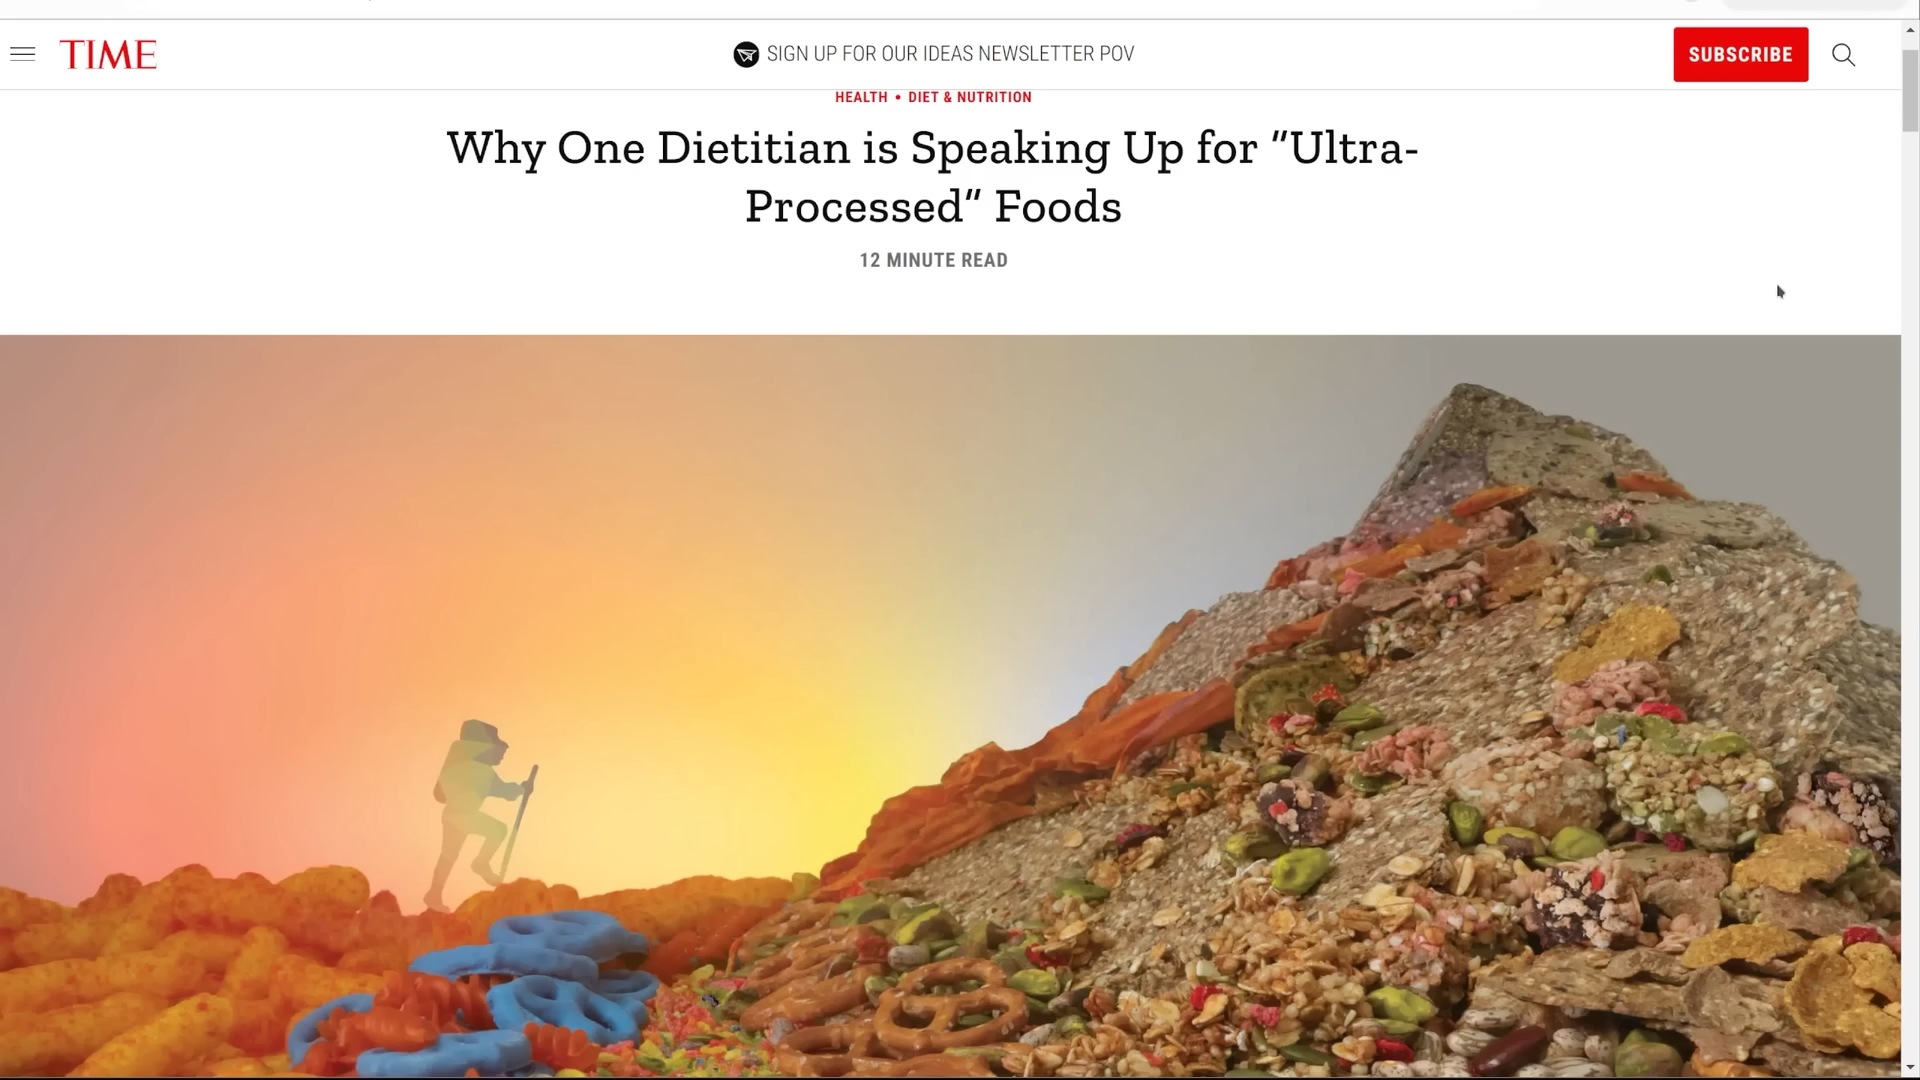 TIME
SIGN UP FOR OUR IDEAS NEWSLETTER POV
SUBSCRIBE
HEALTH • DIET & NUTRITION
Why One Dietitian is Speaking Up for “Ultra-
Processed” Foods
12 MINUTE READ